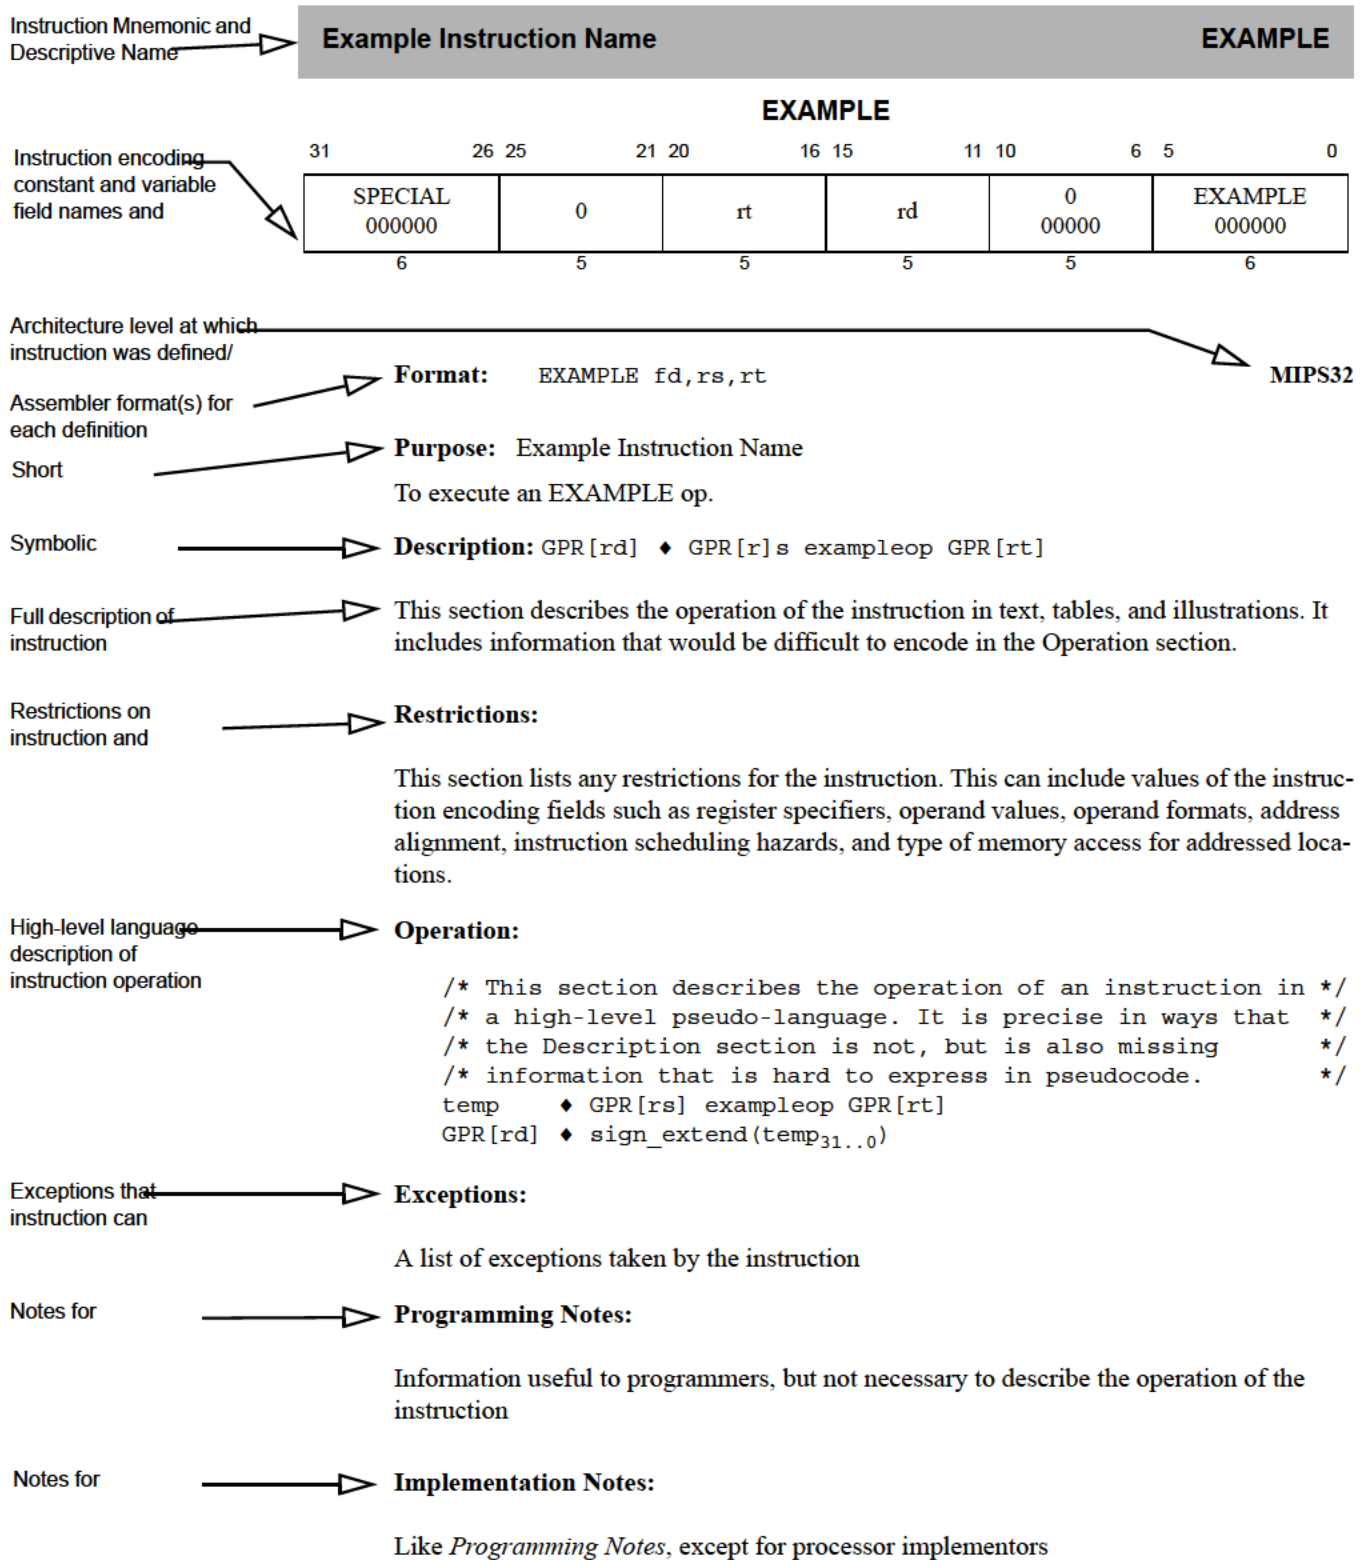 Instruction Mnemonic and
Descriptive Name
Example Instruction Name EXAMPLE
EXAMPLE
31 26 25 21 20 16 15 11 10 6 5 0
Instruction encoding
constant and variable
field names and
SPECIAL
000000
0
rt
rd
0
00000
EXAMPLE
000000
6 5 5 5 5 6
Architecture level at which
instruction was defined/
Format: EXAMPLE fd,rs,rt MIPS32
Assembler format(s) for
each definition
Purpose: Example Instruction Name
Short
To execute an EXAMPLE op.
Symbolic
Description: GPR[rd] ♦ GPR[r]s exampleop GPR[rt]
Full description of
instruction
This section describes the operation of the instruction in text, tables, and illustrations. It
includes information that would be difficult to encode in the Operation section.
Restrictions on
instruction and
Restrictions:
This section lists any restrictions for the instruction. This can include values of the instruc-
tion encoding fields such as register specifiers, operand values, operand formats, address
alignment, instruction scheduling hazards, and type of memory access for addressed loca-
tions.
High-level language
description of
instruction operation
Operation:
/* This section describes the operation of an instruction in */
/* a high-level pseudo-language. It is precise in ways that */
/* the Description section is not, but is also missing */
/* information that is hard to express in pseudocode. */
temp ♦ GPR[rs] exampleop GPR[rt]
GPR[rd] ♦ sign_extend(temp31..0)
Exceptions that
instruction can
Exceptions:
A list of exceptions taken by the instruction
Notes for
Programming Notes:
Information useful to programmers, but not necessary to describe the operation of the
instruction
Notes for
Implementation Notes:
Like Programming Notes, except for processor implementors